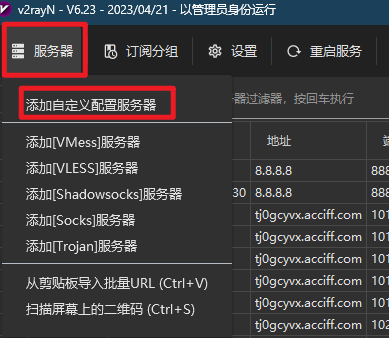 v2rayN - V6.23 - 2023/04/21 - 以管理员身份运行
服务器 订阅分组 设置 重启服务
添加自定义配置服务器
器过滤器，按回车执行
添加[VMess]服务器
地址
添加[VLESS]服务器
8.8.8.8 888
添加[Shadowsocks]服务器
30 8.8.8.8 888
添加[Socks]服务器
tj0gcyvx.acciff.com 101
添加[Trojan]服务器
tj0gcyvx.acciff.com 101
tj0gcyvx.acciff.com 101
从剪贴板导入批量URL (Ctrl+V)
tj0gcyvx.acciff.com 101
扫描屏幕上的二维码 (Ctrl+S)
tj0gcyvx.acciff.com 101
tj0gcyvx.acciff.com 102